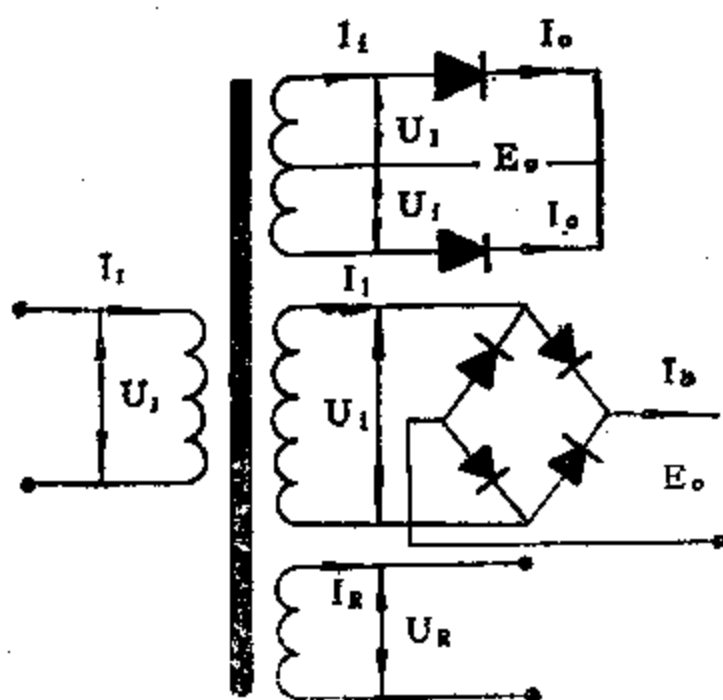 I₁ I₀
U₁
E₀
U₁ I₀
I₁ I₁
U₁ U₁ I₀
E₀
I_R
U_R